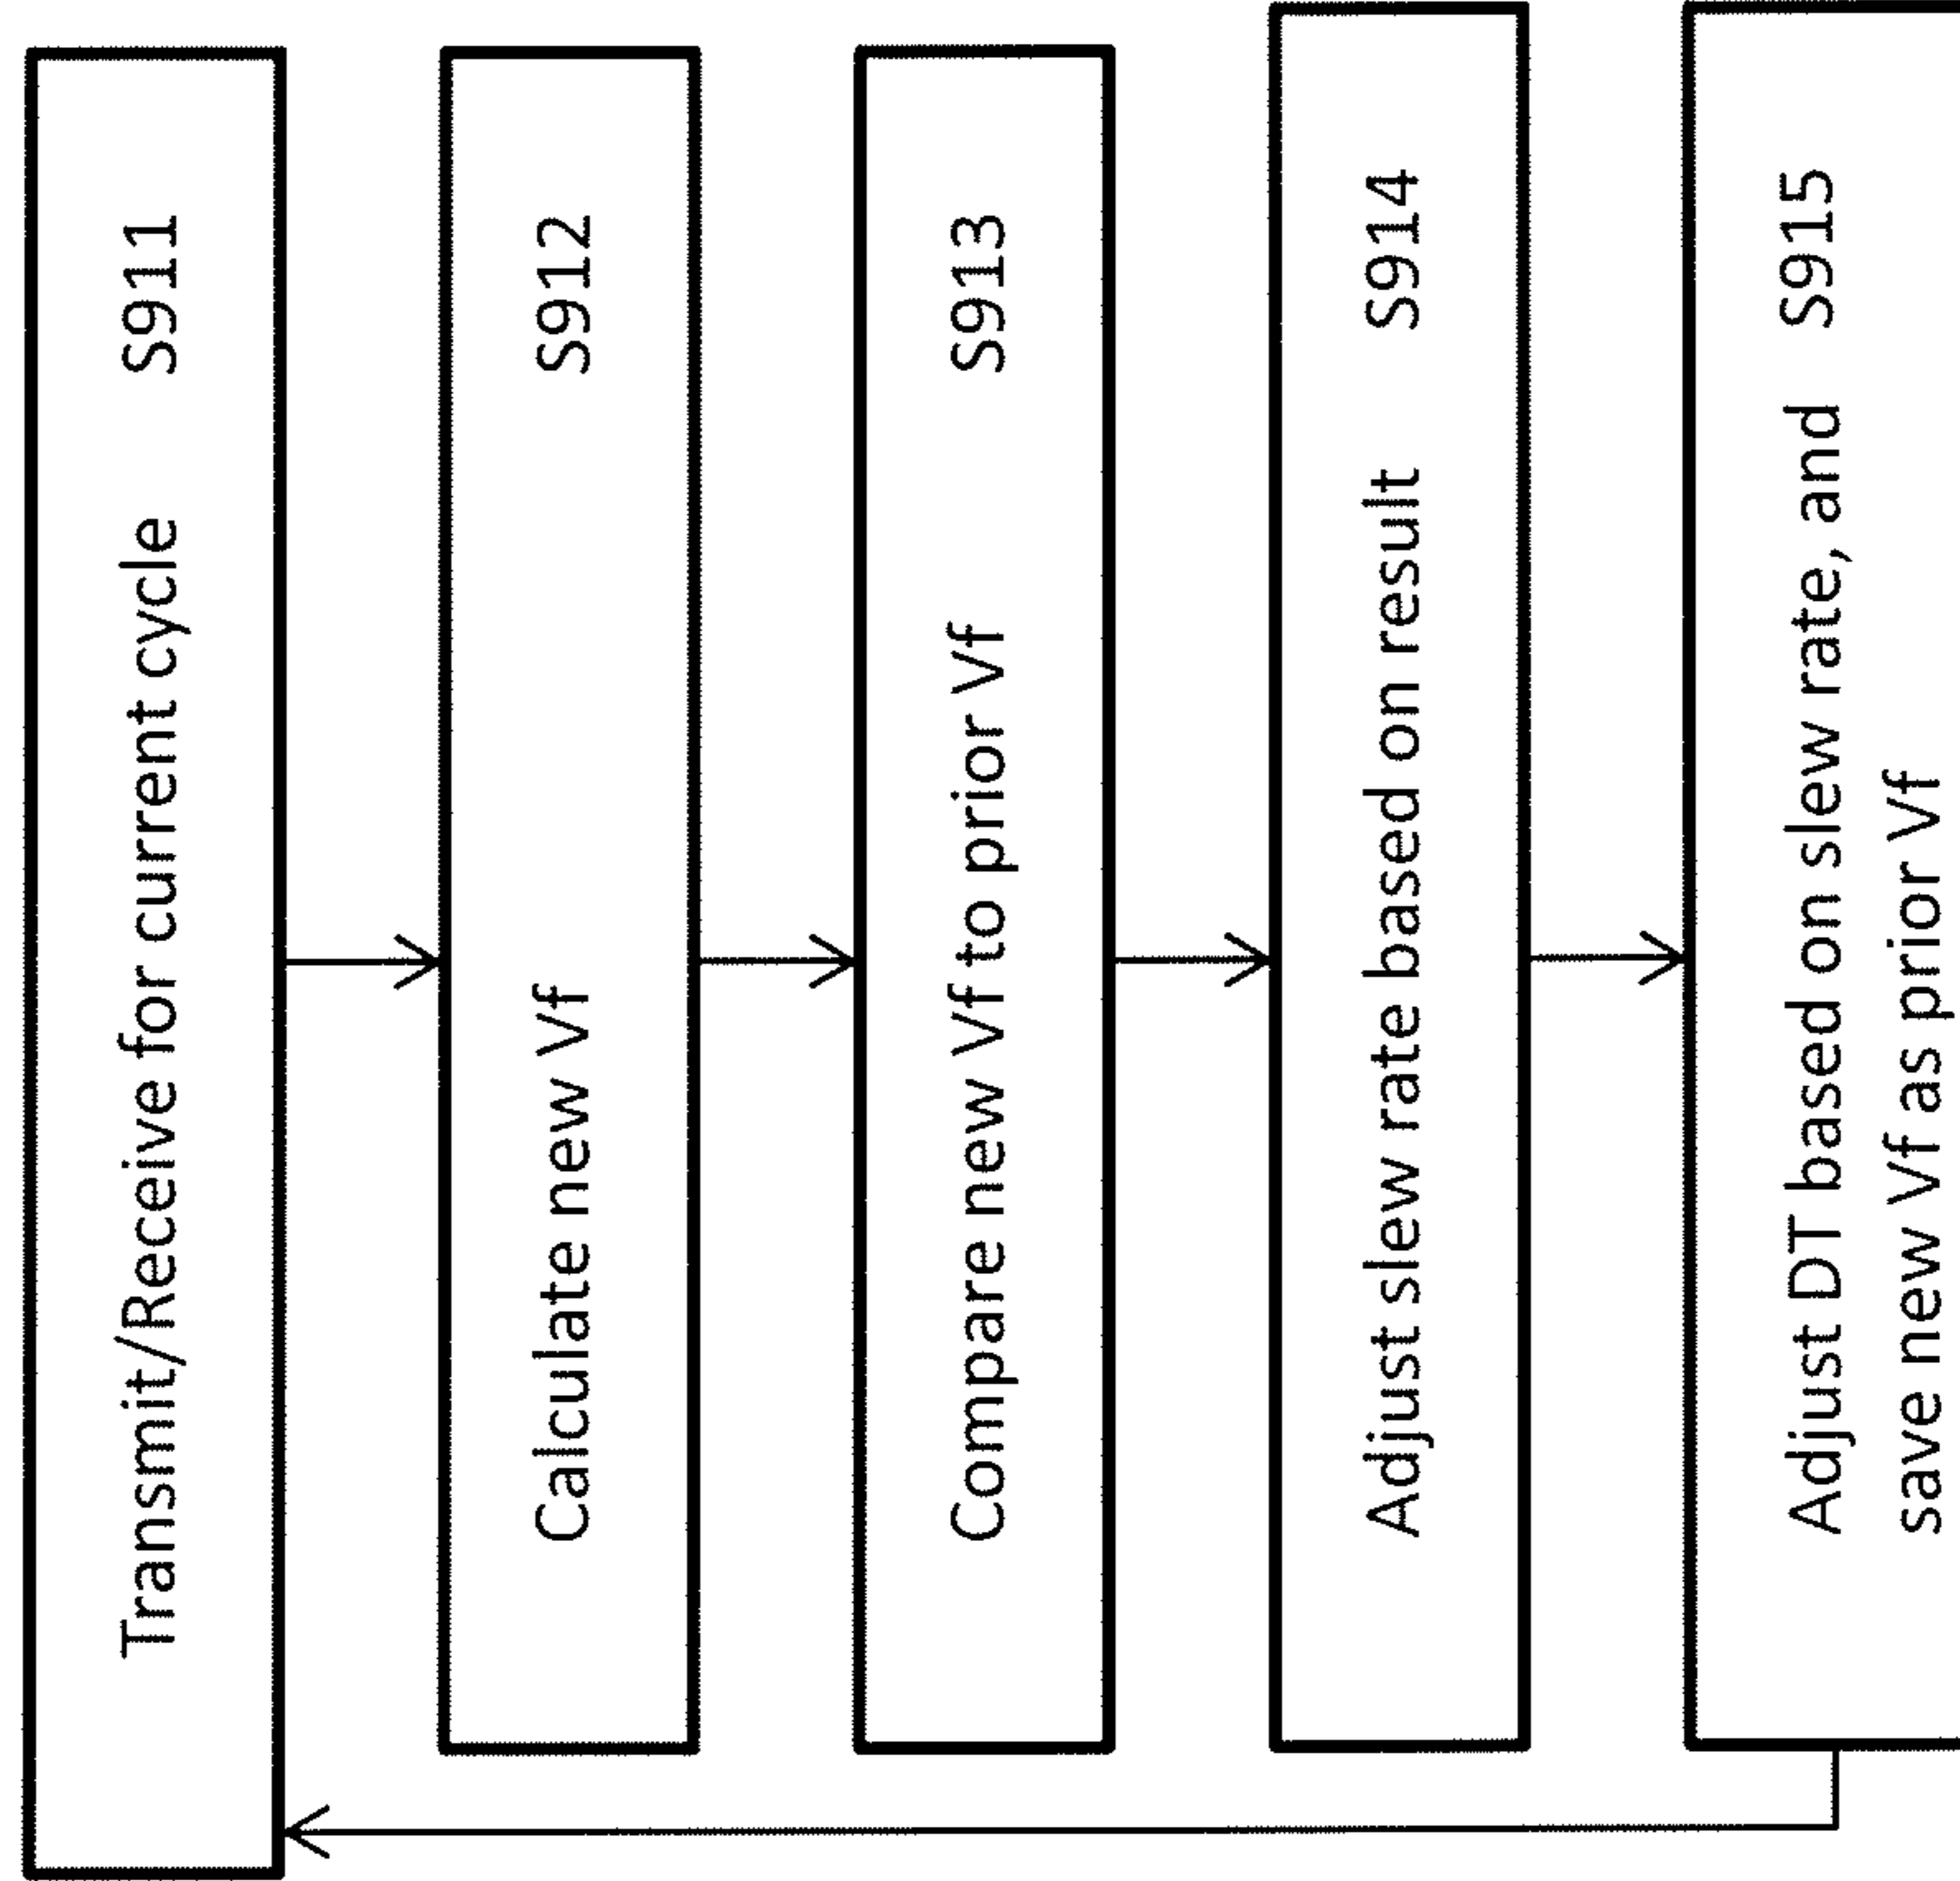 Transmit/Receive for current cycle S911
Calculate new Vf S912
Compare new Vf to prior Vf S913
Adjust slew rate based on result S914
Adjust DT based on slew rate, and S915
save new Vf as prior Vf